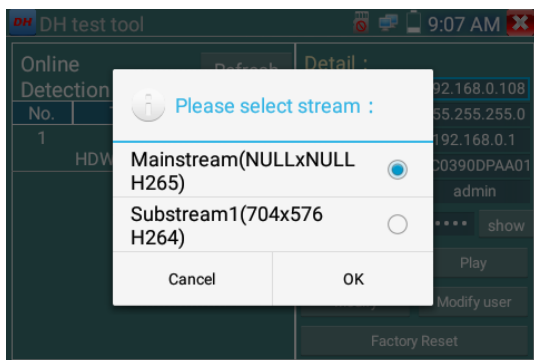 DH DH test tool 9:07 AM
Online Refresh Detail :
Detection 92.168.0.108
No. 55.255.255.0
Please select stream :
1 192.168.0.1
HDW C0390DPAA01
Mainstream(NULLxNULL
H265)
admin
Substream1(704x576
H264)
•••• show
Cancel OK
Play
Modify user
Factory Reset